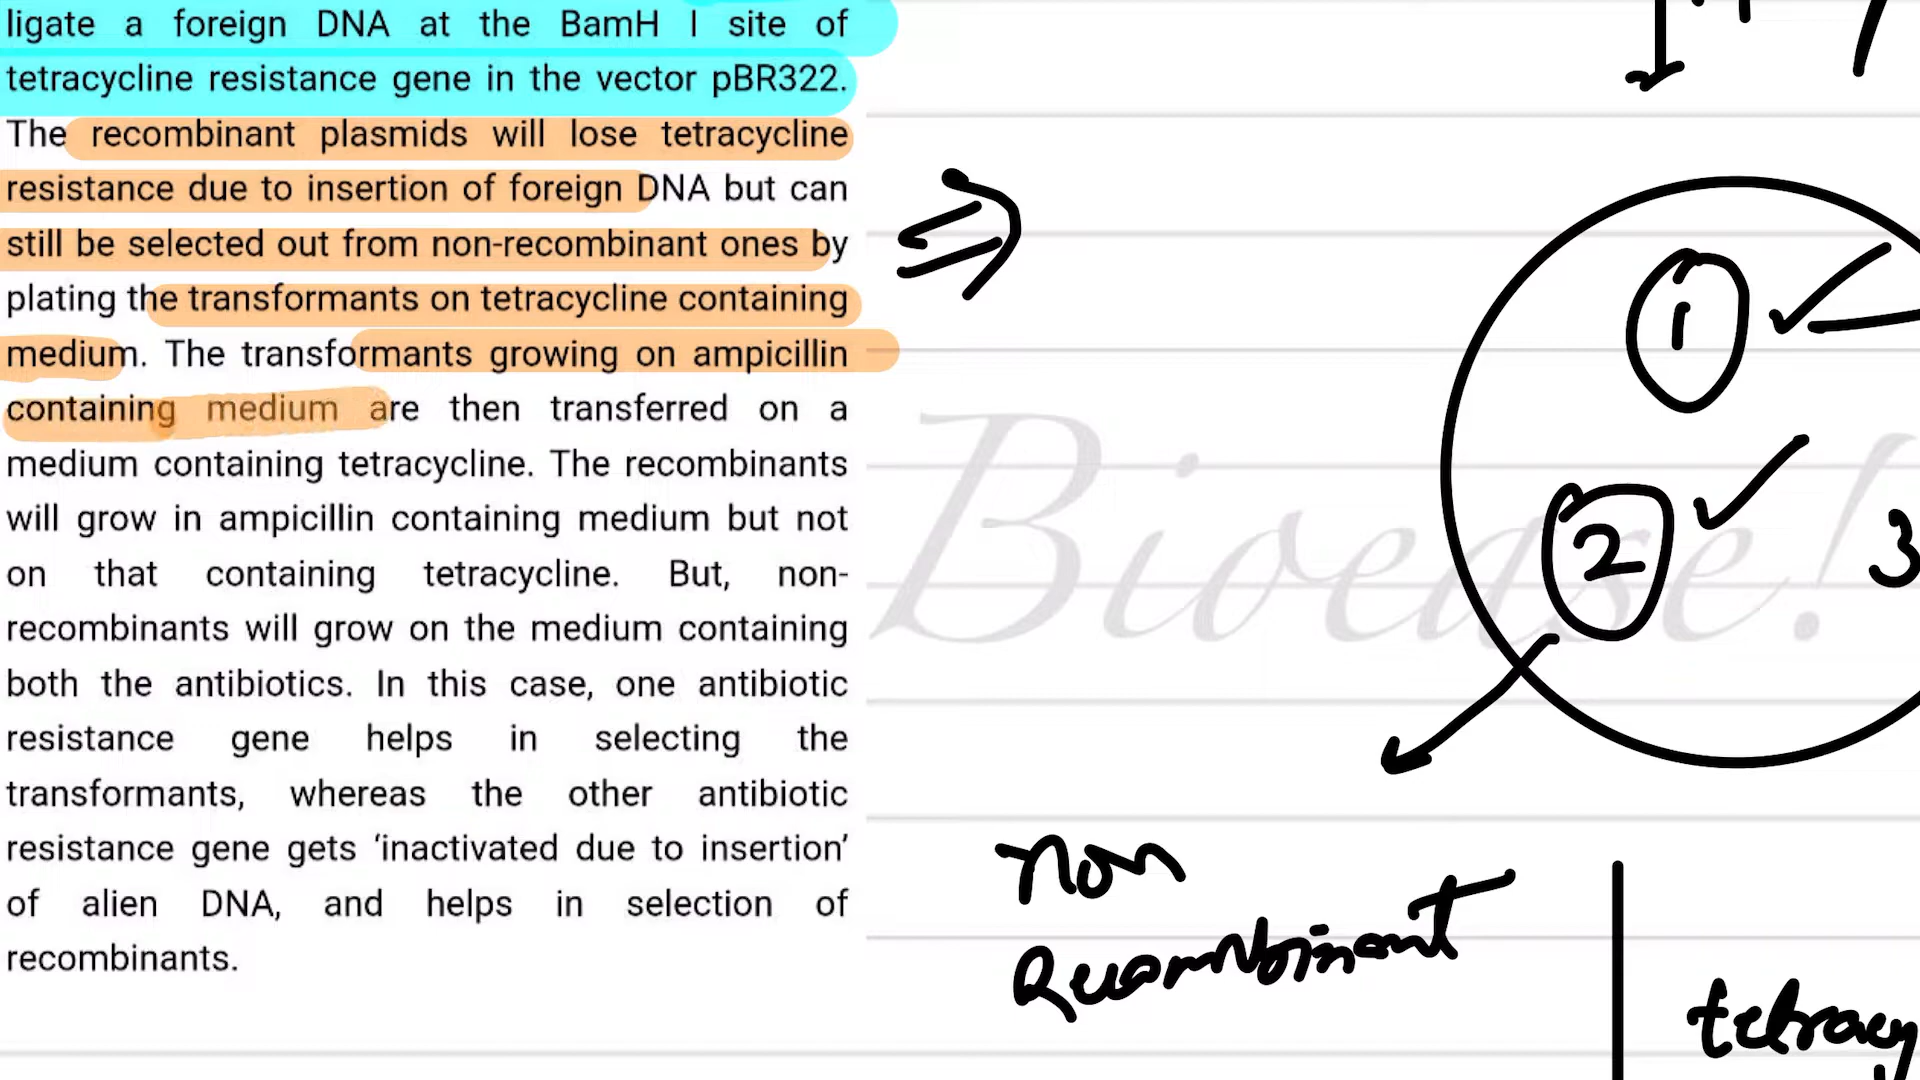 ligate a foreign DNA at the BamH I site of
tetracycline resistance gene in the vector pBR322.
The recombinant plasmids will lose tetracycline
resistance due to insertion of foreign DNA but can
still be selected out from non-recombinant ones by
plating the transformants on tetracycline containing
medium. The transformants growing on ampicillin
containing medium are then transferred on a
medium containing tetracycline. The recombinants
will grow in ampicillin containing medium but not
on that containing tetracycline. But, non-
recombinants will grow on the medium containing
both the antibiotics. In this case, one antibiotic
resistance gene helps in selecting the
transformants, whereas the other antibiotic
resistance gene gets ‘inactivated due to insertion’
of alien DNA, and helps in selection of
recombinants.
1
2
3
Bioease!
non
Recombinant
tetracy